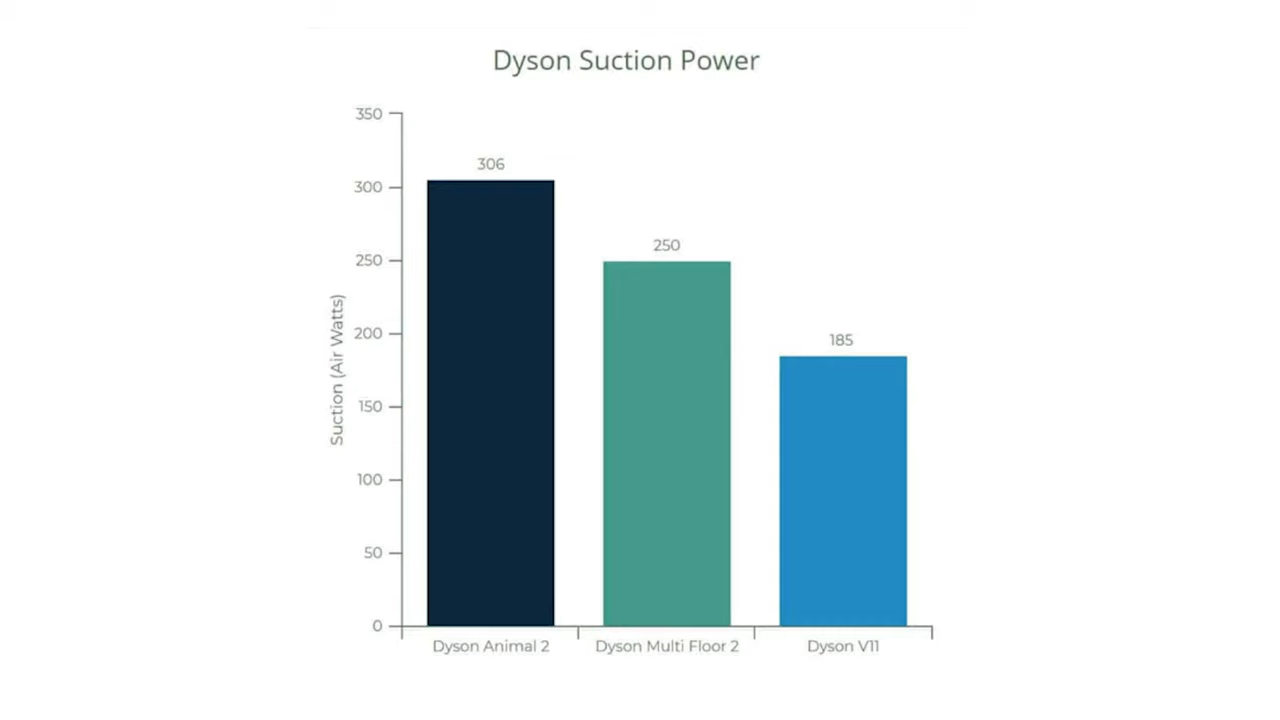 Dyson Suction Power
350
306
300
250
250
200
185
150
100
50
0
Suction (Air Watts)
Dyson Animal 2
Dyson Multi Floor 2
Dyson V11